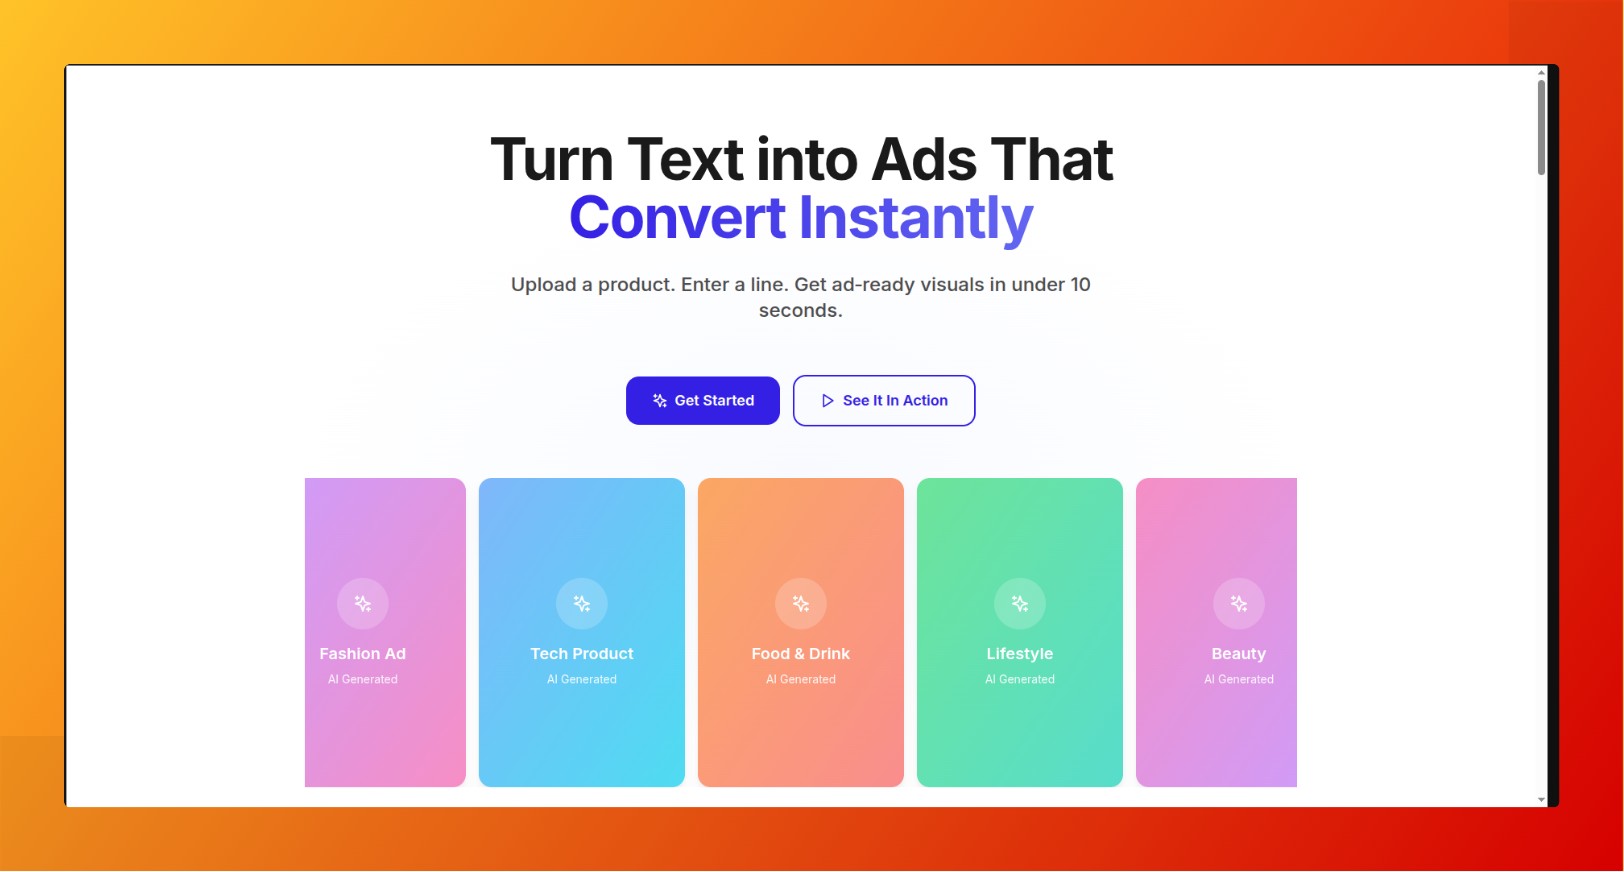 Turn Text into Ads That
Convert Instantly
Upload a product. Enter a line. Get ad-ready visuals in under 10
seconds.
Get Started
See It In Action
Fashion Ad
AI Generated
Tech Product
AI Generated
Food & Drink
AI Generated
Lifestyle
AI Generated
Beauty
AI Generated